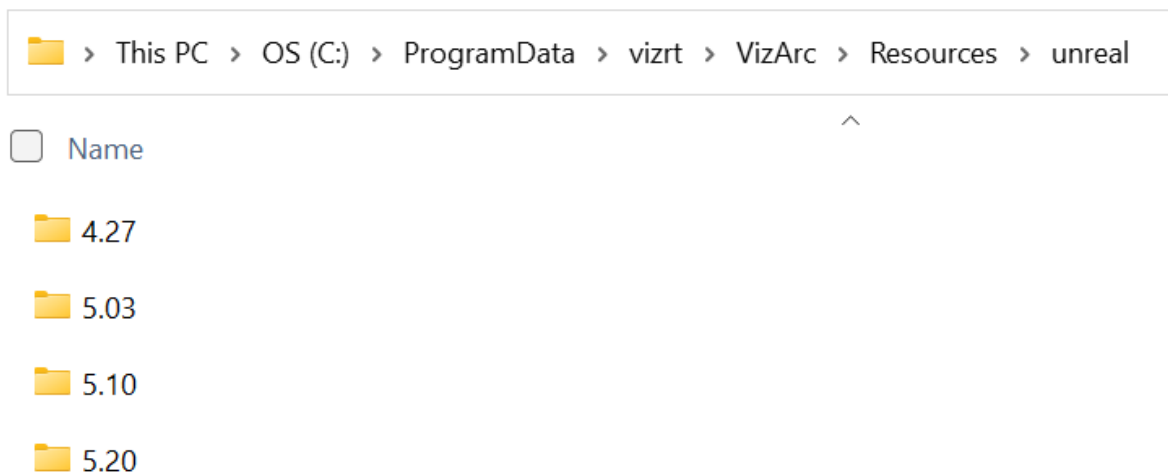 This PC > OS (C:) > ProgramData > vizrt > VizArc > Resources > unreal
Name
4.27
5.03
5.10
5.20